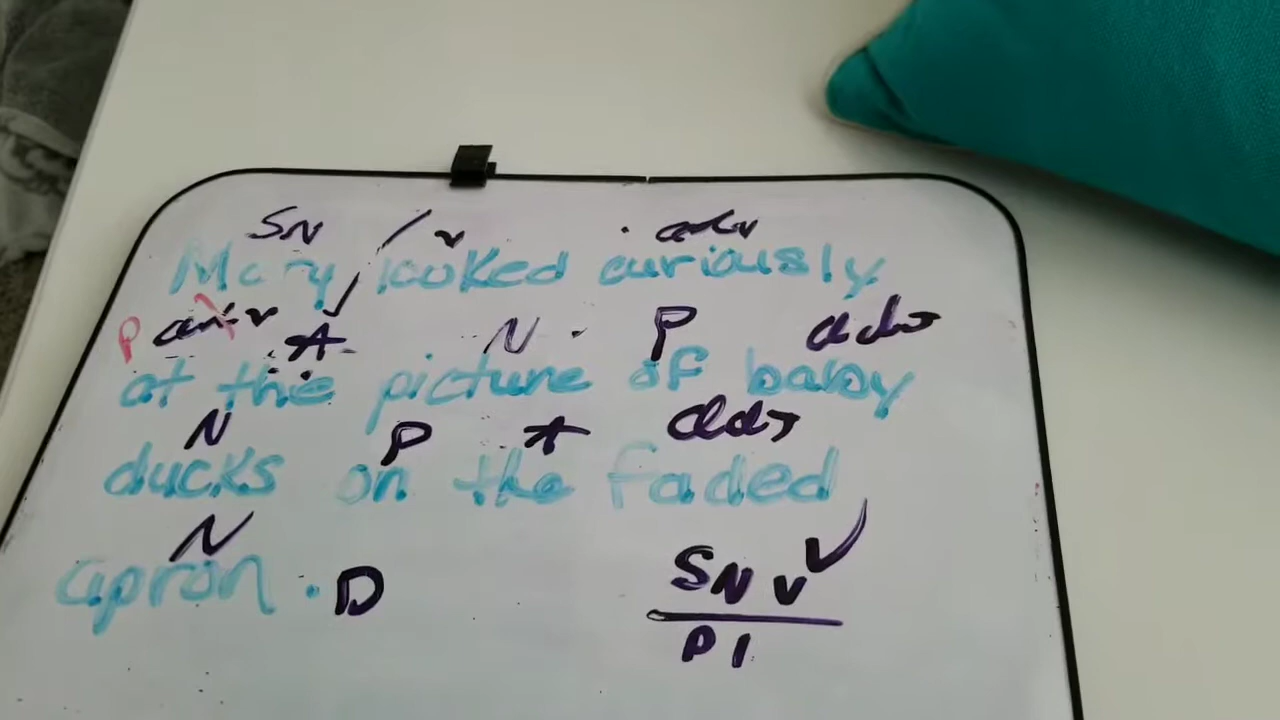 SN / v . adv
Mary looked curiously
P adv A N . P adj
at the picture of baby
N P A adj
ducks on the faded
N
apron . D
SN v ✓
P1